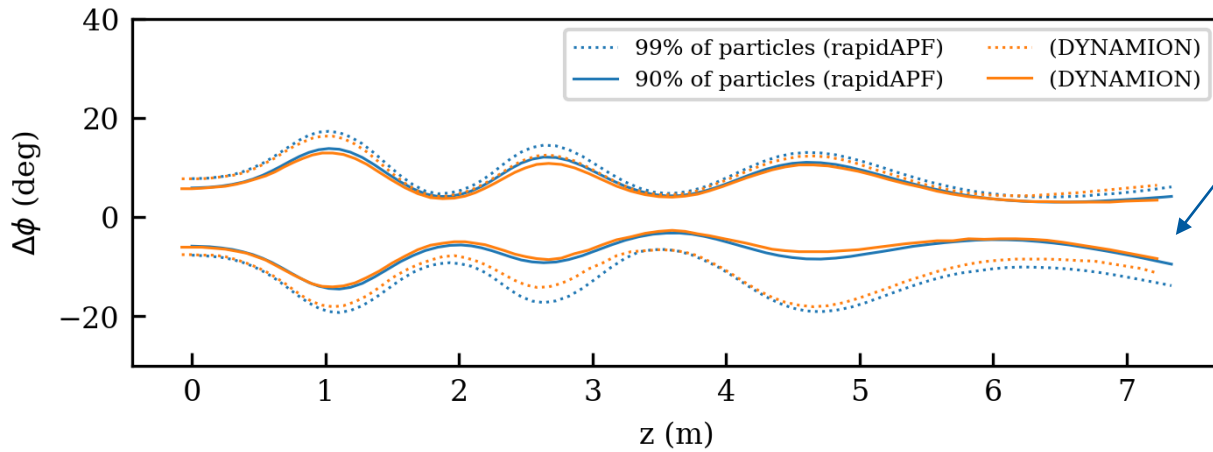 40
20
0
−20
Δϕ (deg)
99% of particles (rapidAPF)
(DYNAMION)
90% of particles (rapidAPF)
(DYNAMION)
0 1 2 3 4 5 6 7
z (m)